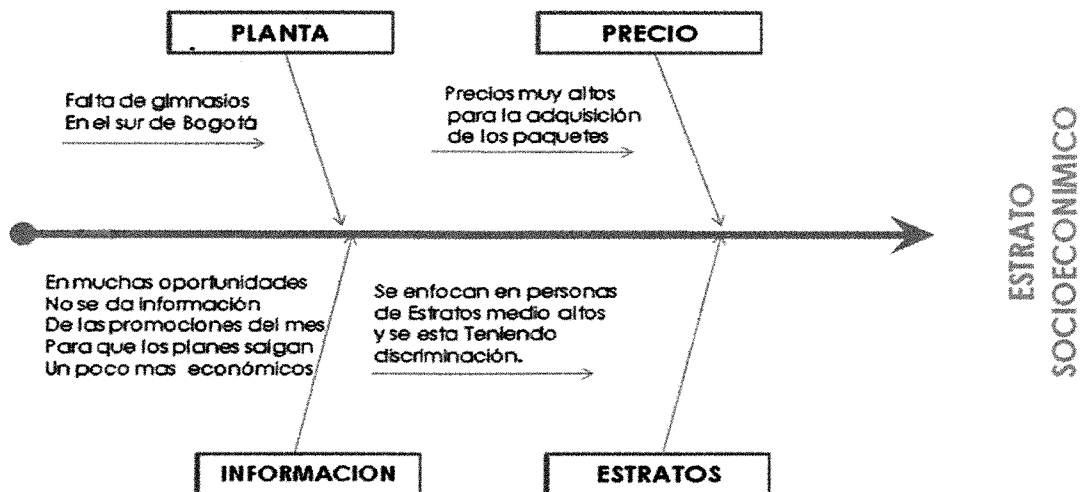 PLANTA
PRECIO
Falta de gimnasios
En el sur de Bogotá
Precios muy altos
para la adquisición
de los paquetes
ESTRATO
SOCIOECONIMICO
En muchas oportunidades
No se da información
De las promociones del mes
Para que los planes salgan
Un poco mas económicos
Se enfocan en personas
de Estratos medio altos
y se esta Teniendo
discriminación.
INFORMACION
ESTRATOS